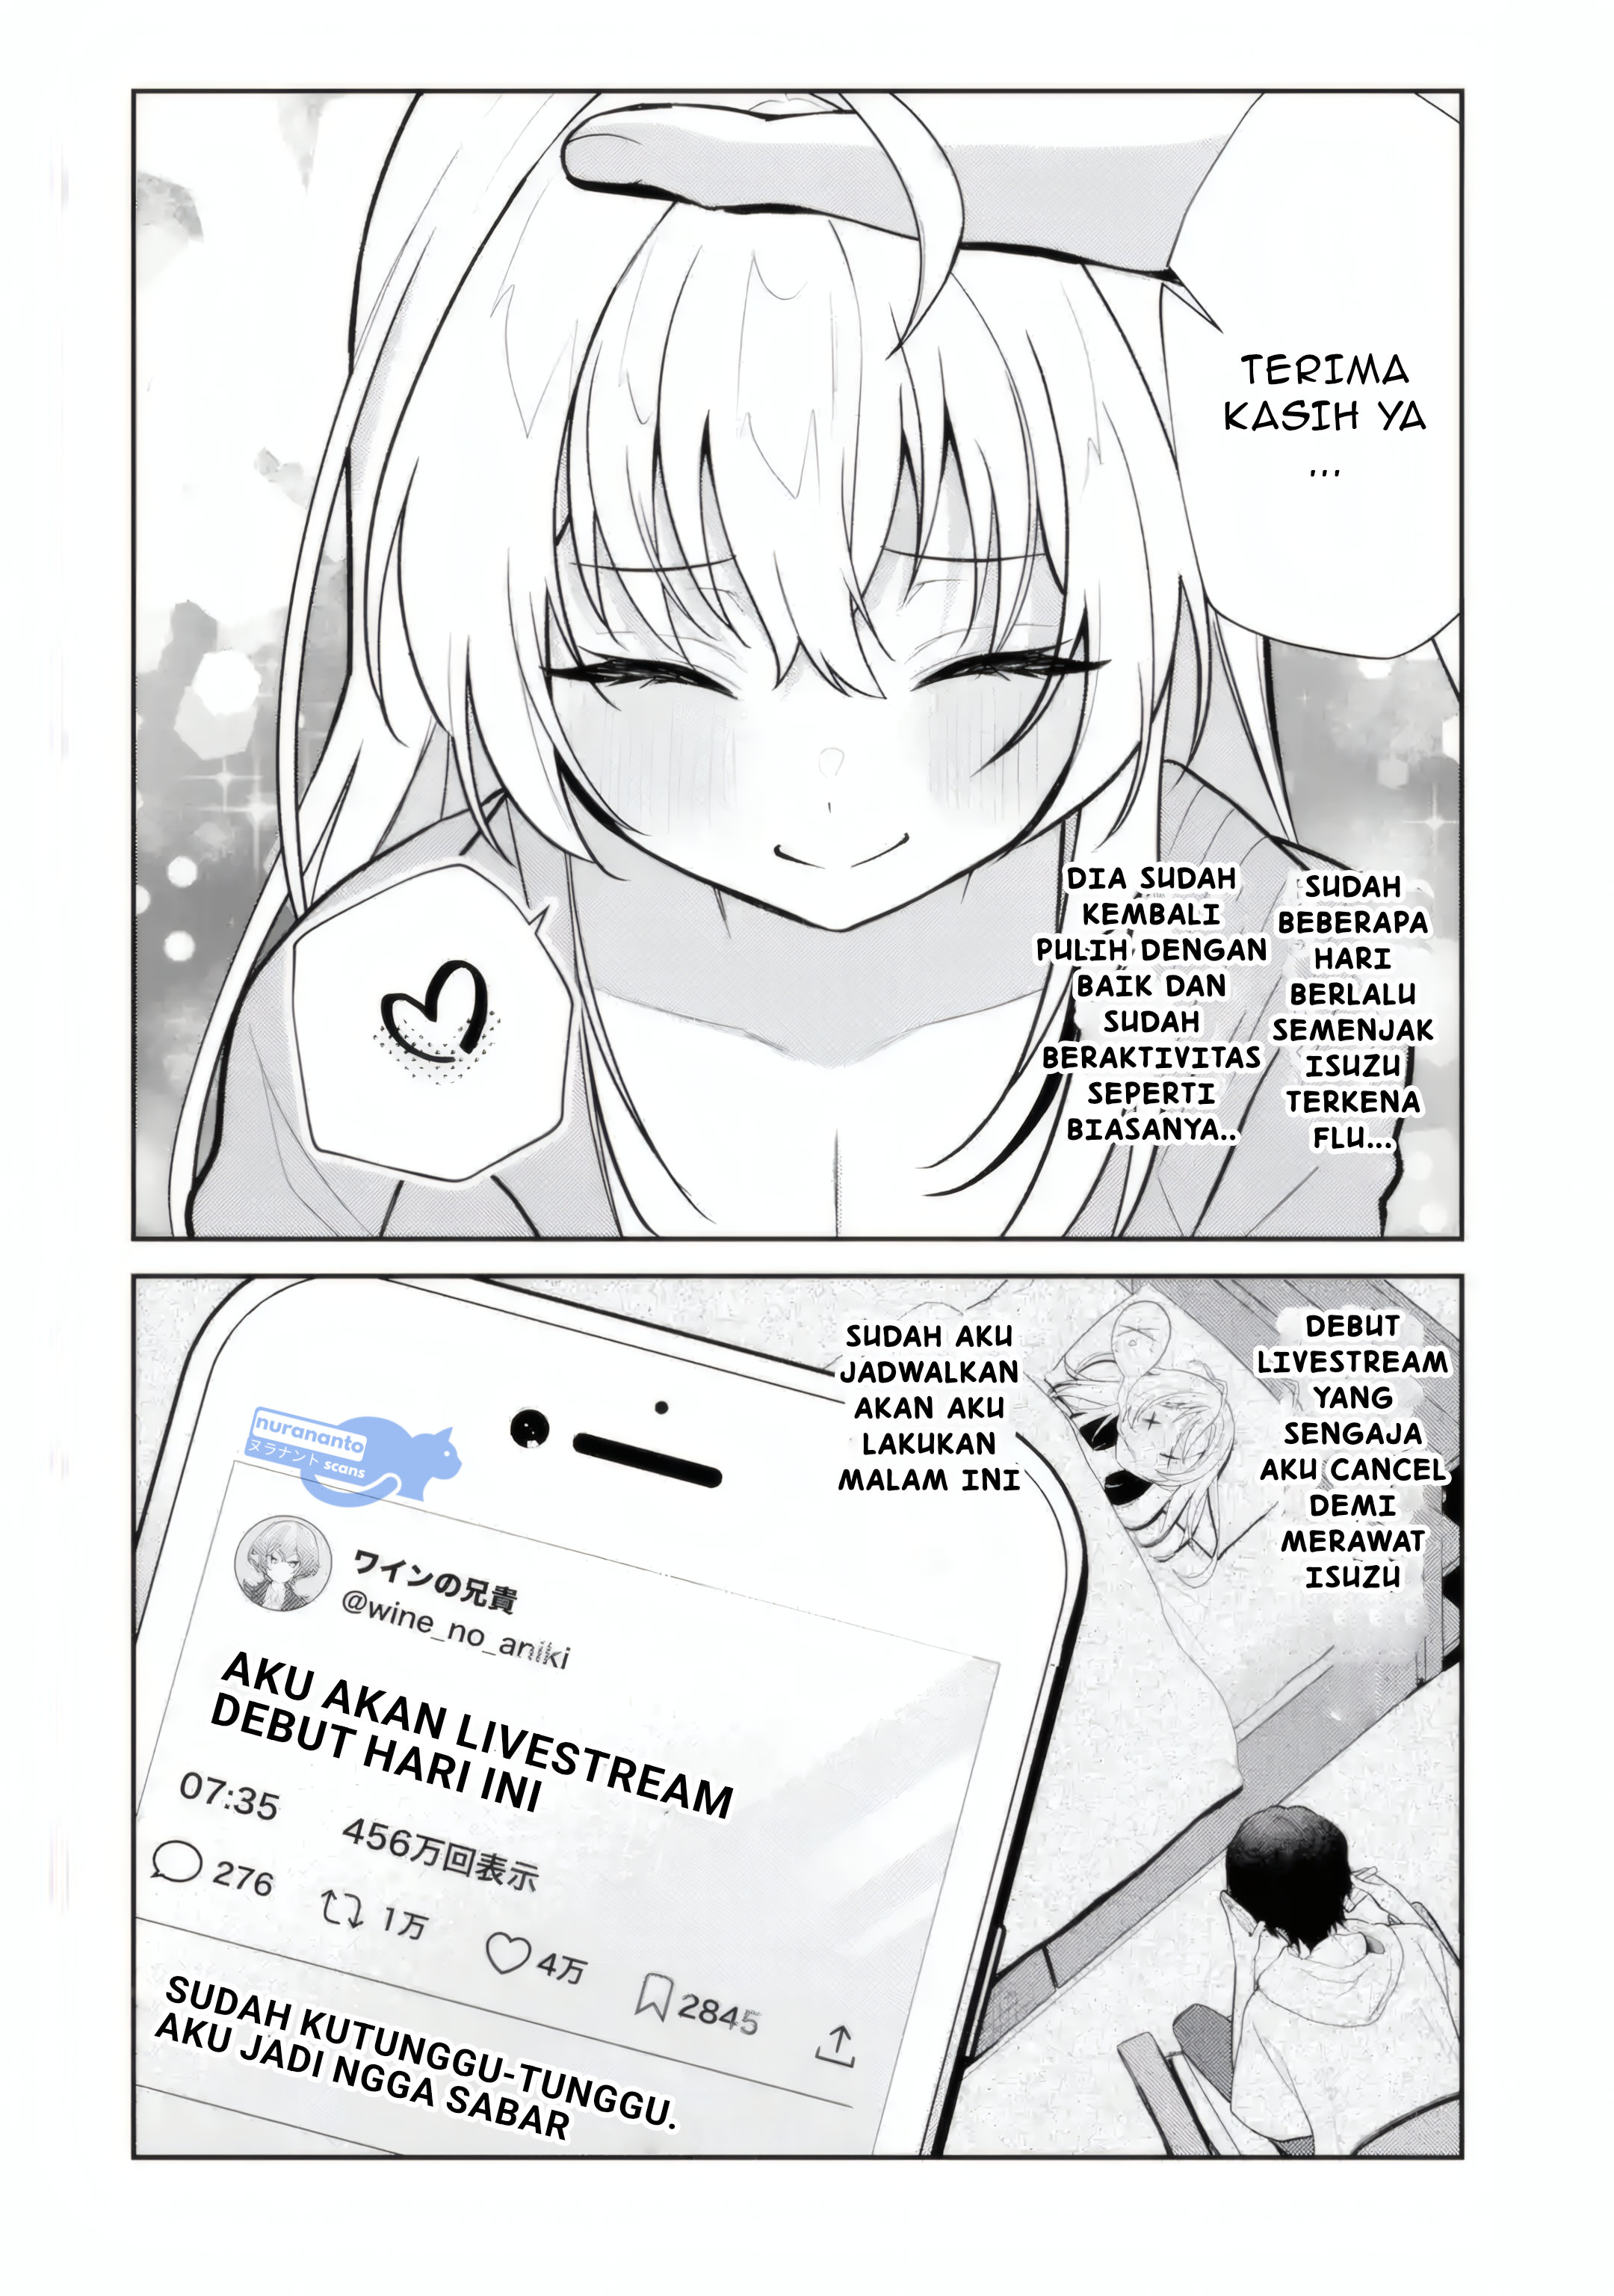 TERIMA
KASIH YA
...
SUDAH
BEBERAPA
HARI
BERLALU
SEMENJAK
ISUZU
TERKENA
FLU...
DIA SUDAH
KEMBALI
PULIH DENGAN
BAIK DAN
SUDAH
BERAKTIVITAS
SEPERTI
BIASANYA..
DEBUT
LIVESTREAM
YANG
SENGAJA
AKU CANCEL
DEMI
MERAWAT
ISUZU
SUDAH AKU
JADWALKAN
AKAN AKU
LAKUKAN
MALAM INI
nurananto
ヌラナント scans
ワインの兄貴
@wine_no_aniki
AKU AKAN LIVESTREAM
DEBUT HARI INI
07:35 456万回表示
276 1万 4万 2845
SUDAH KUTUNGGU-TUNGGU.
AKU JADI NGGA SABAR